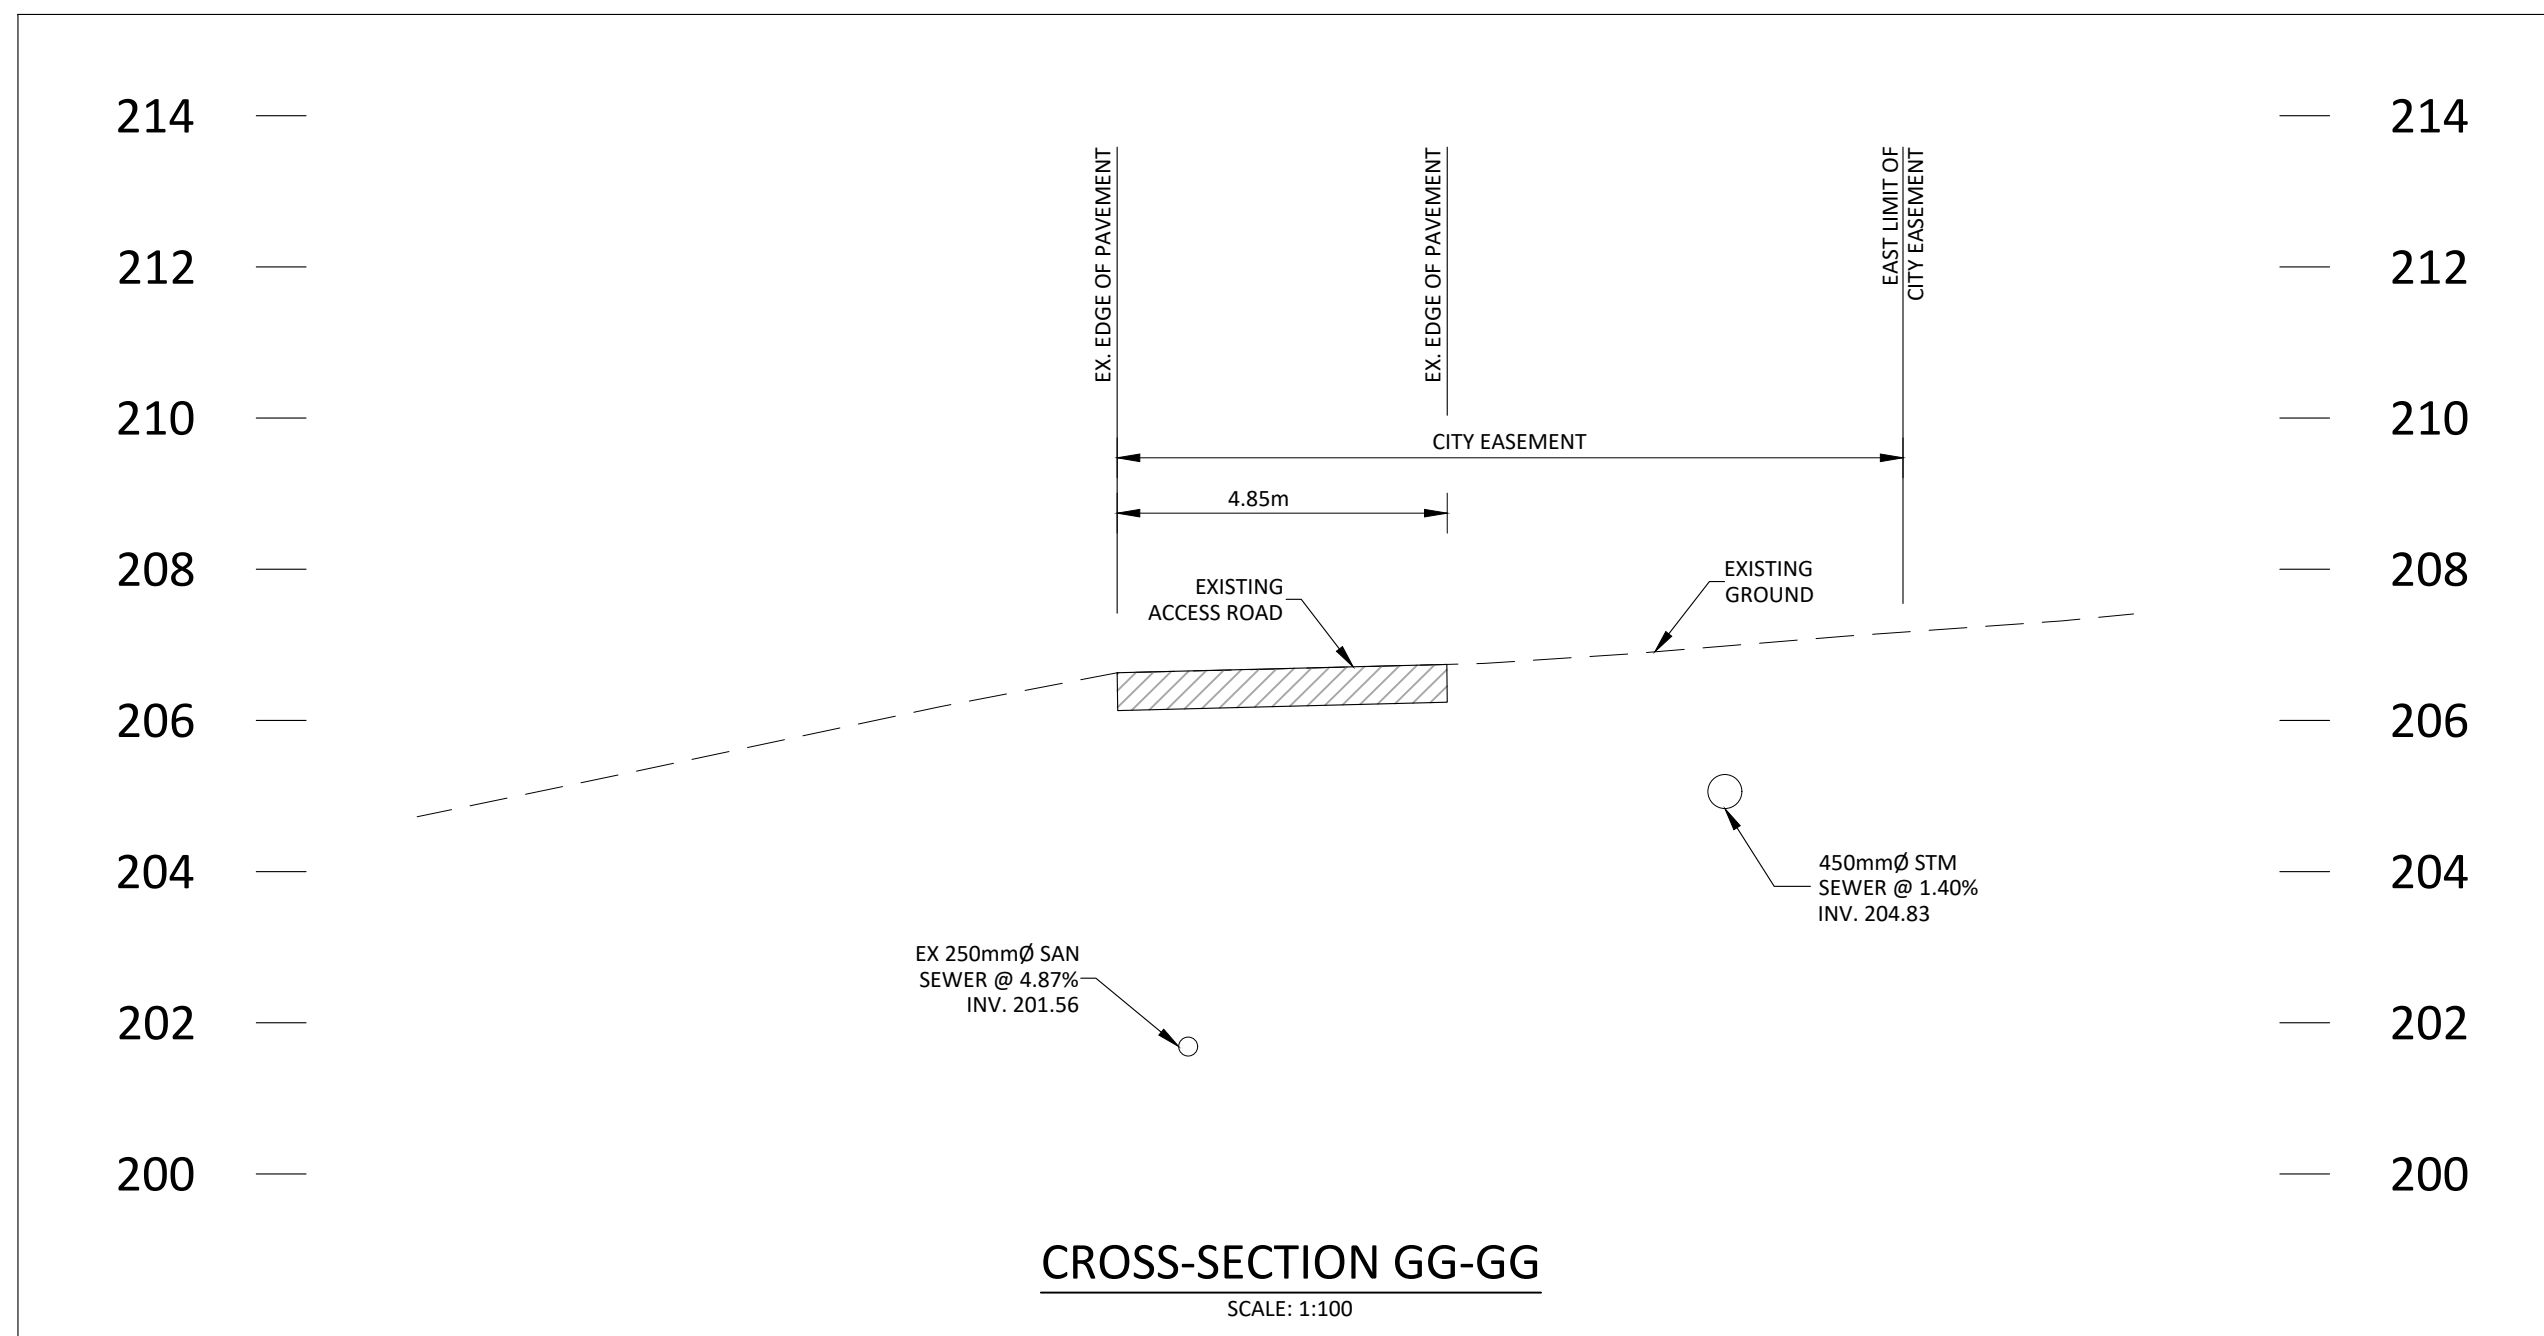 214
214
EX. EDGE OF PAVEMENT
EX. EDGE OF PAVEMENT
EAST LIMIT OF
CITY EASEMENT
212
212
210
210
CITY EASEMENT
4.85m
208
208
EXISTING
ACCESS ROAD
EXISTING
GROUND
206
206
204
204
450mmØ STM
SEWER @ 1.40%
INV. 204.83
EX 250mmØ SAN
SEWER @ 4.87%
INV. 201.56
202
202
200
200
CROSS-SECTION GG-GG
SCALE: 1:100